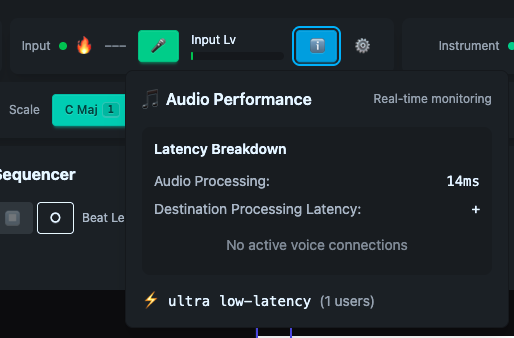 Input --- Input Lv Instrument
Scale C Maj 1
🎵 Audio Performance Real-time monitoring
Latency Breakdown
Sequencer
Audio Processing: 14ms
Destination Processing Latency: +
Beat Le
No active voice connections
⚡ ultra low-latency (1 users)